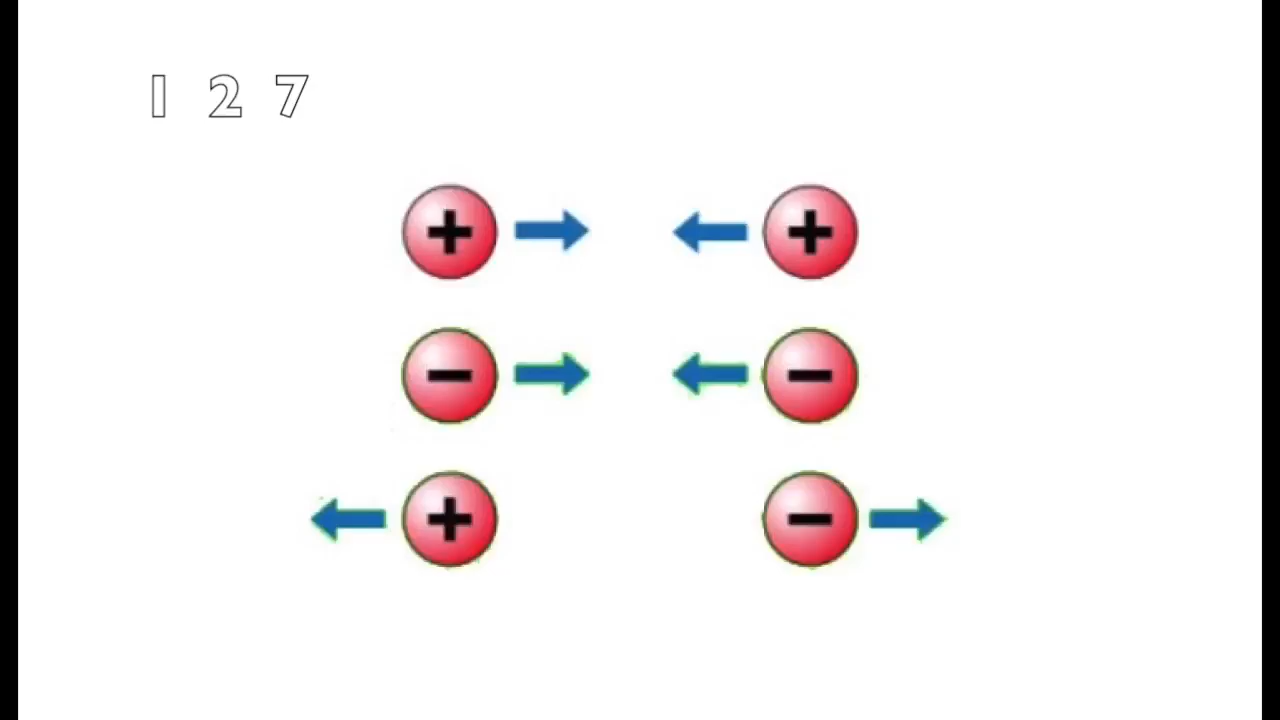 1 2 7
+ +
− −
+ −